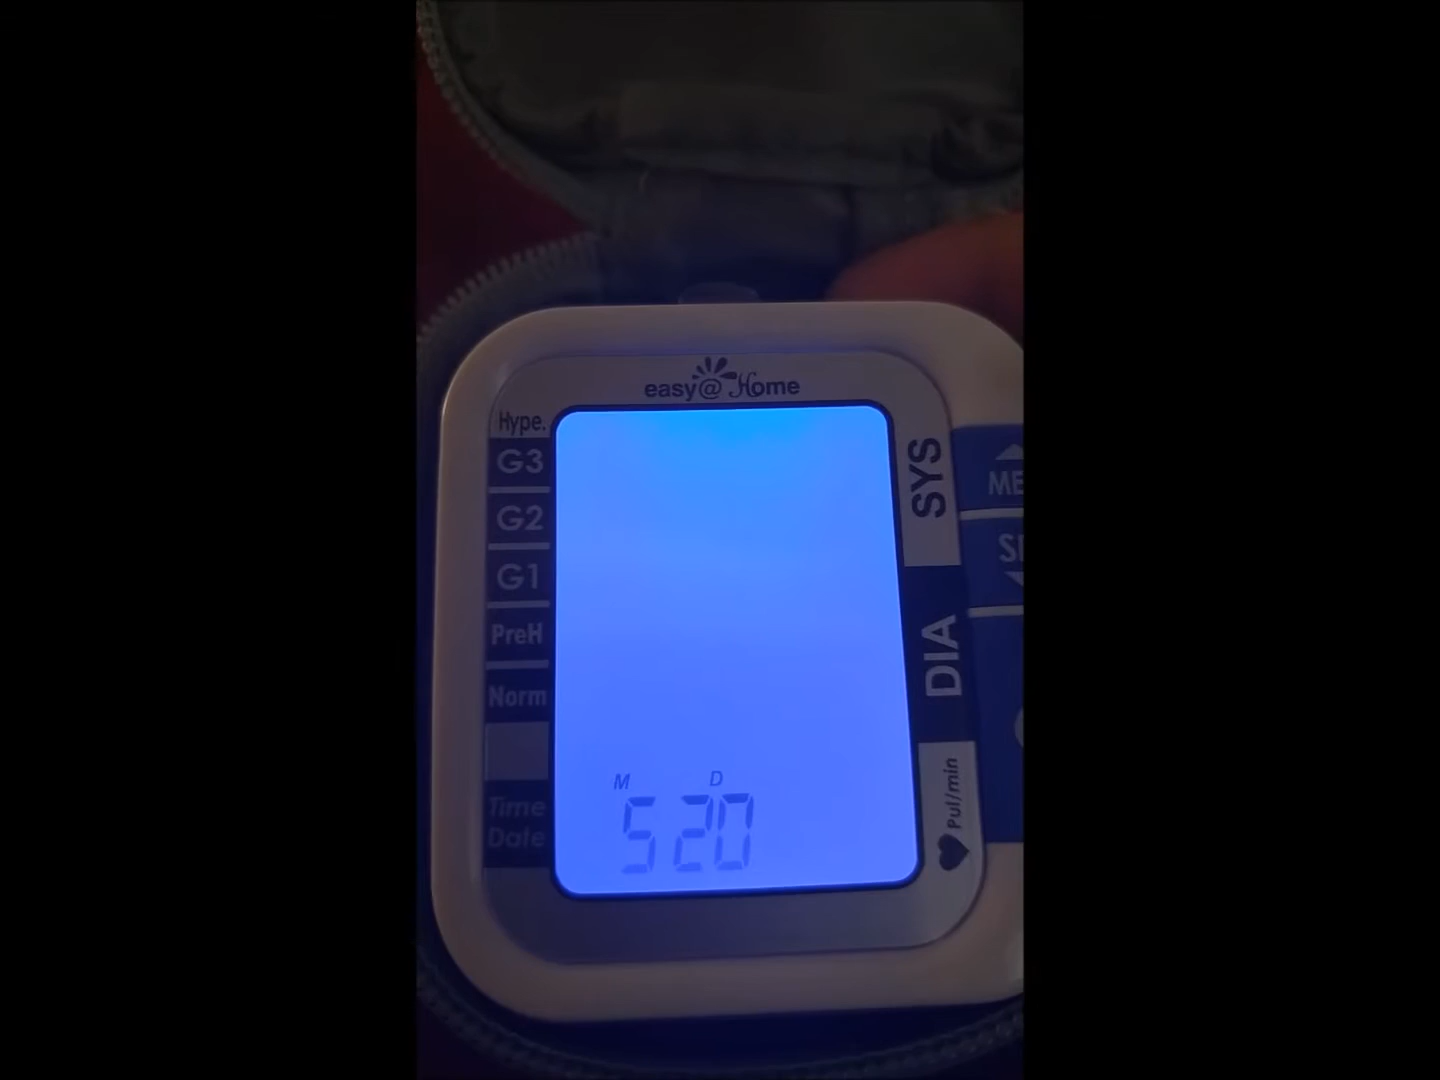 easy@Home
Hype.
G3
G2
G1
PreH
Norm
Time
Date
SYS
DIA
Pul/min
M D
5 20